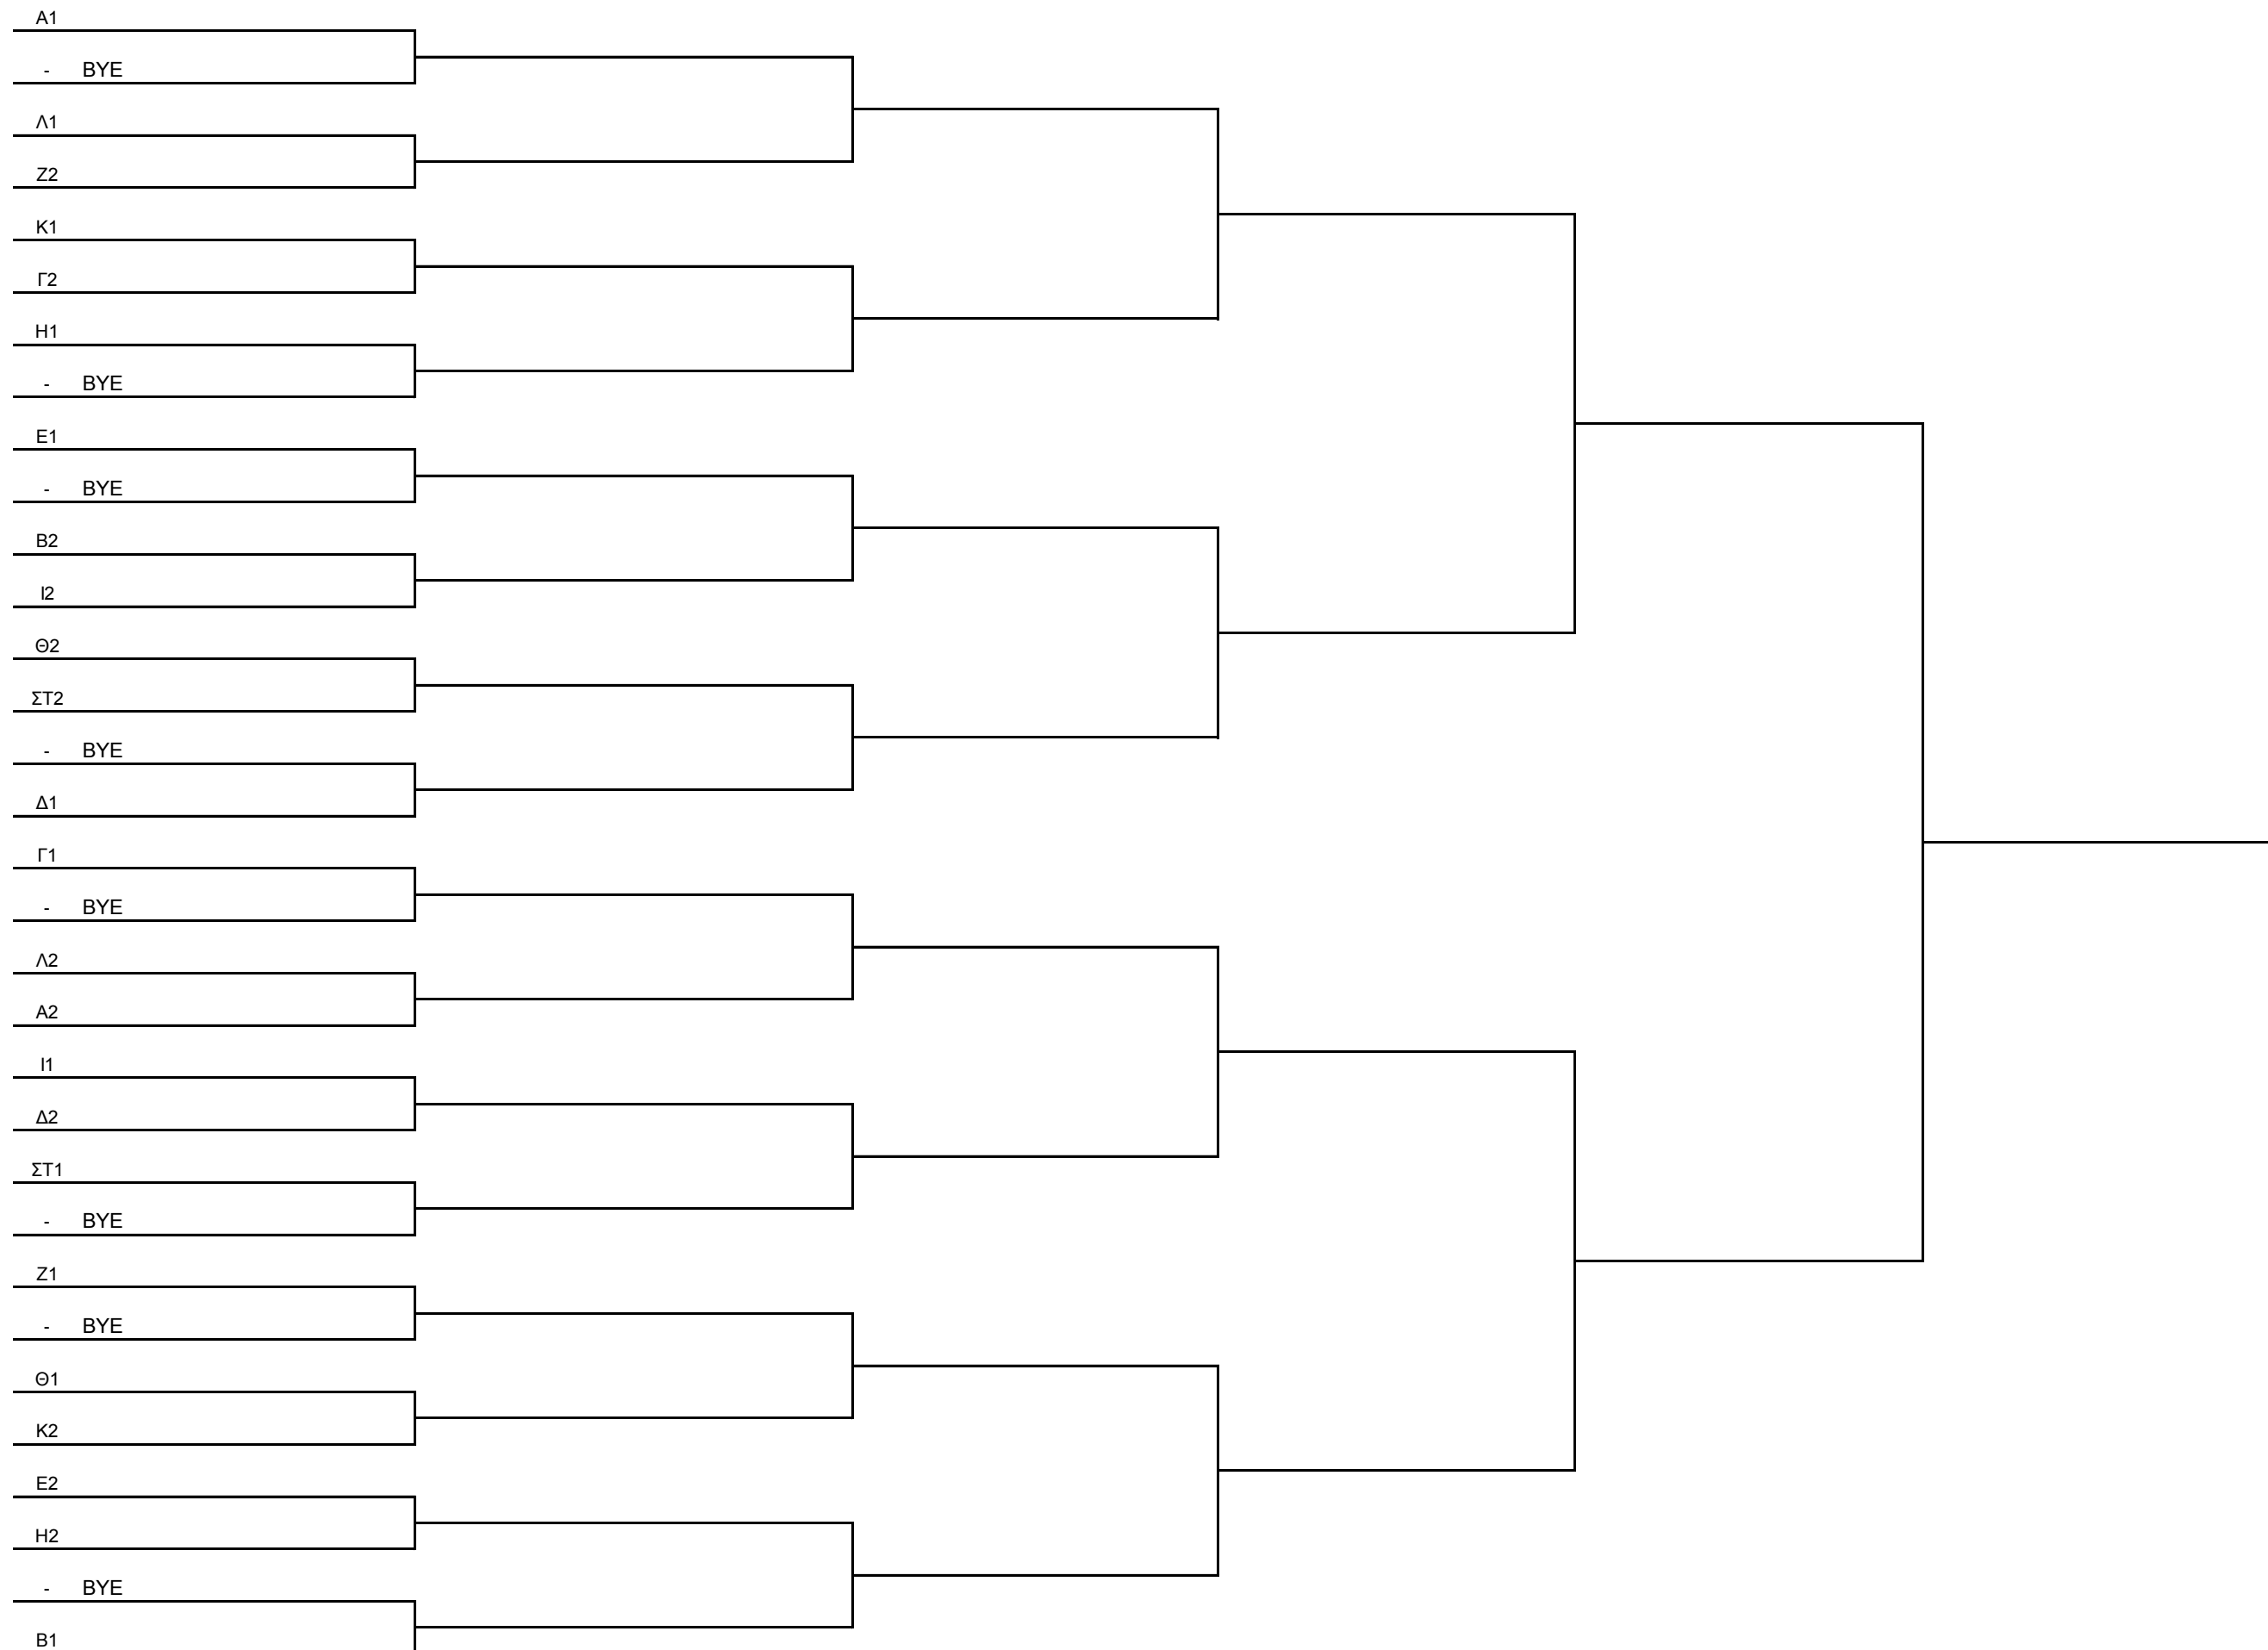 Α1
- BYE
Λ1
Ζ2
Κ1
Γ2
Η1
- BYE
Ε1
- BYE
Β2
Ι2
Θ2
ΣΤ2
- BYE
Δ1
Γ1
- BYE
Λ2
Α2
Ι1
Δ2
ΣΤ1
- BYE
Ζ1
- BYE
Θ1
Κ2
Ε2
Η2
- BYE
Β1